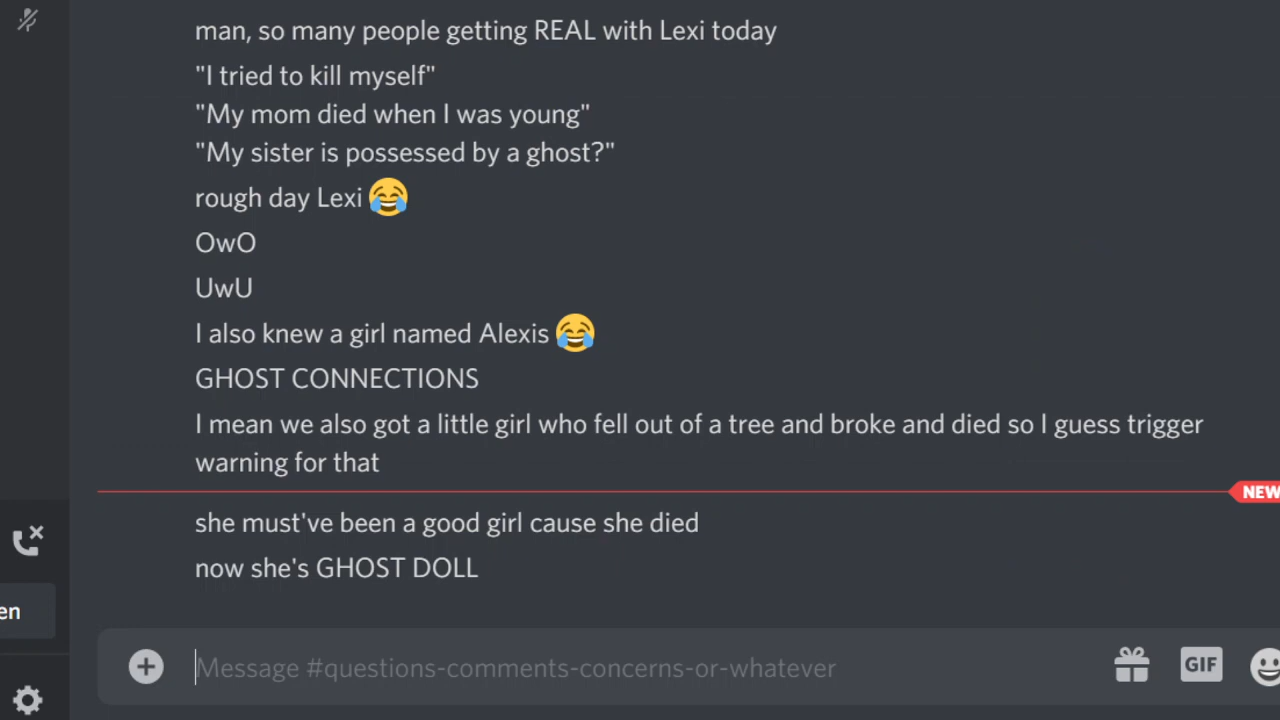 man, so many people getting REAL with Lexi today
"I tried to kill myself"
"My mom died when I was young"
"My sister is possessed by a ghost?"
rough day Lexi 😂
OwO
UwU
I also knew a girl named Alexis 😂
GHOST CONNECTIONS
I mean we also got a little girl who fell out of a tree and broke and died so I guess trigger
warning for that
NEW
she must've been a good girl cause she died
now she's GHOST DOLL
en
Message #questions-comments-concerns-or-whatever
GIF